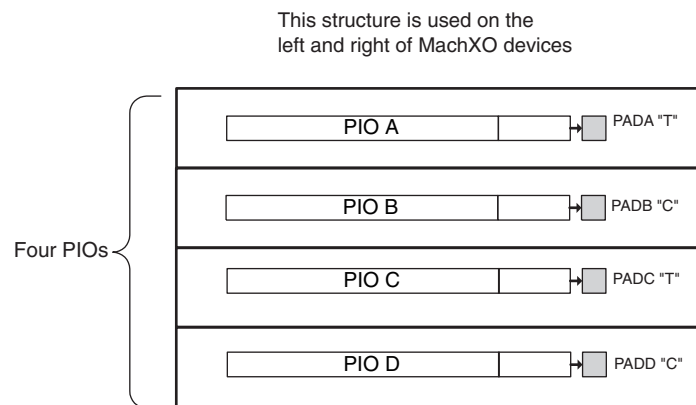 This structure is used on the
left and right of MachXO devices
PIO A
PADA "T"
PIO B
PADB "C"
Four PIOs
PIO C
PADC "T"
PIO D
PADD "C"